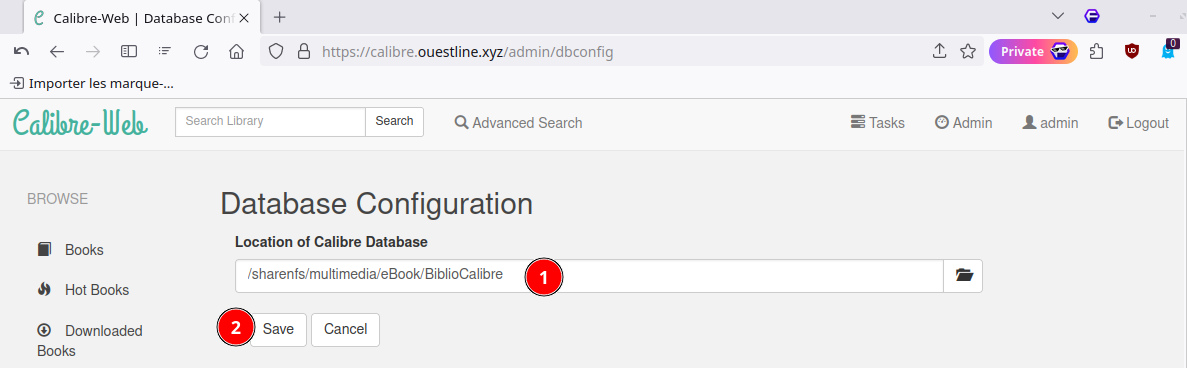 Calibre-Web | Database Conf
https://calibre.ouestline.xyz/admin/dbconfig
Private
0
Importer les marque-...
Calibre-Web
Search Library
Search
Advanced Search
Tasks
Admin
admin
Logout
BROWSE
Books
Hot Books
Downloaded
Books
Database Configuration
Location of Calibre Database
/sharenfs/multimedia/eBook/BiblioCalibre
1
2
Save
Cancel